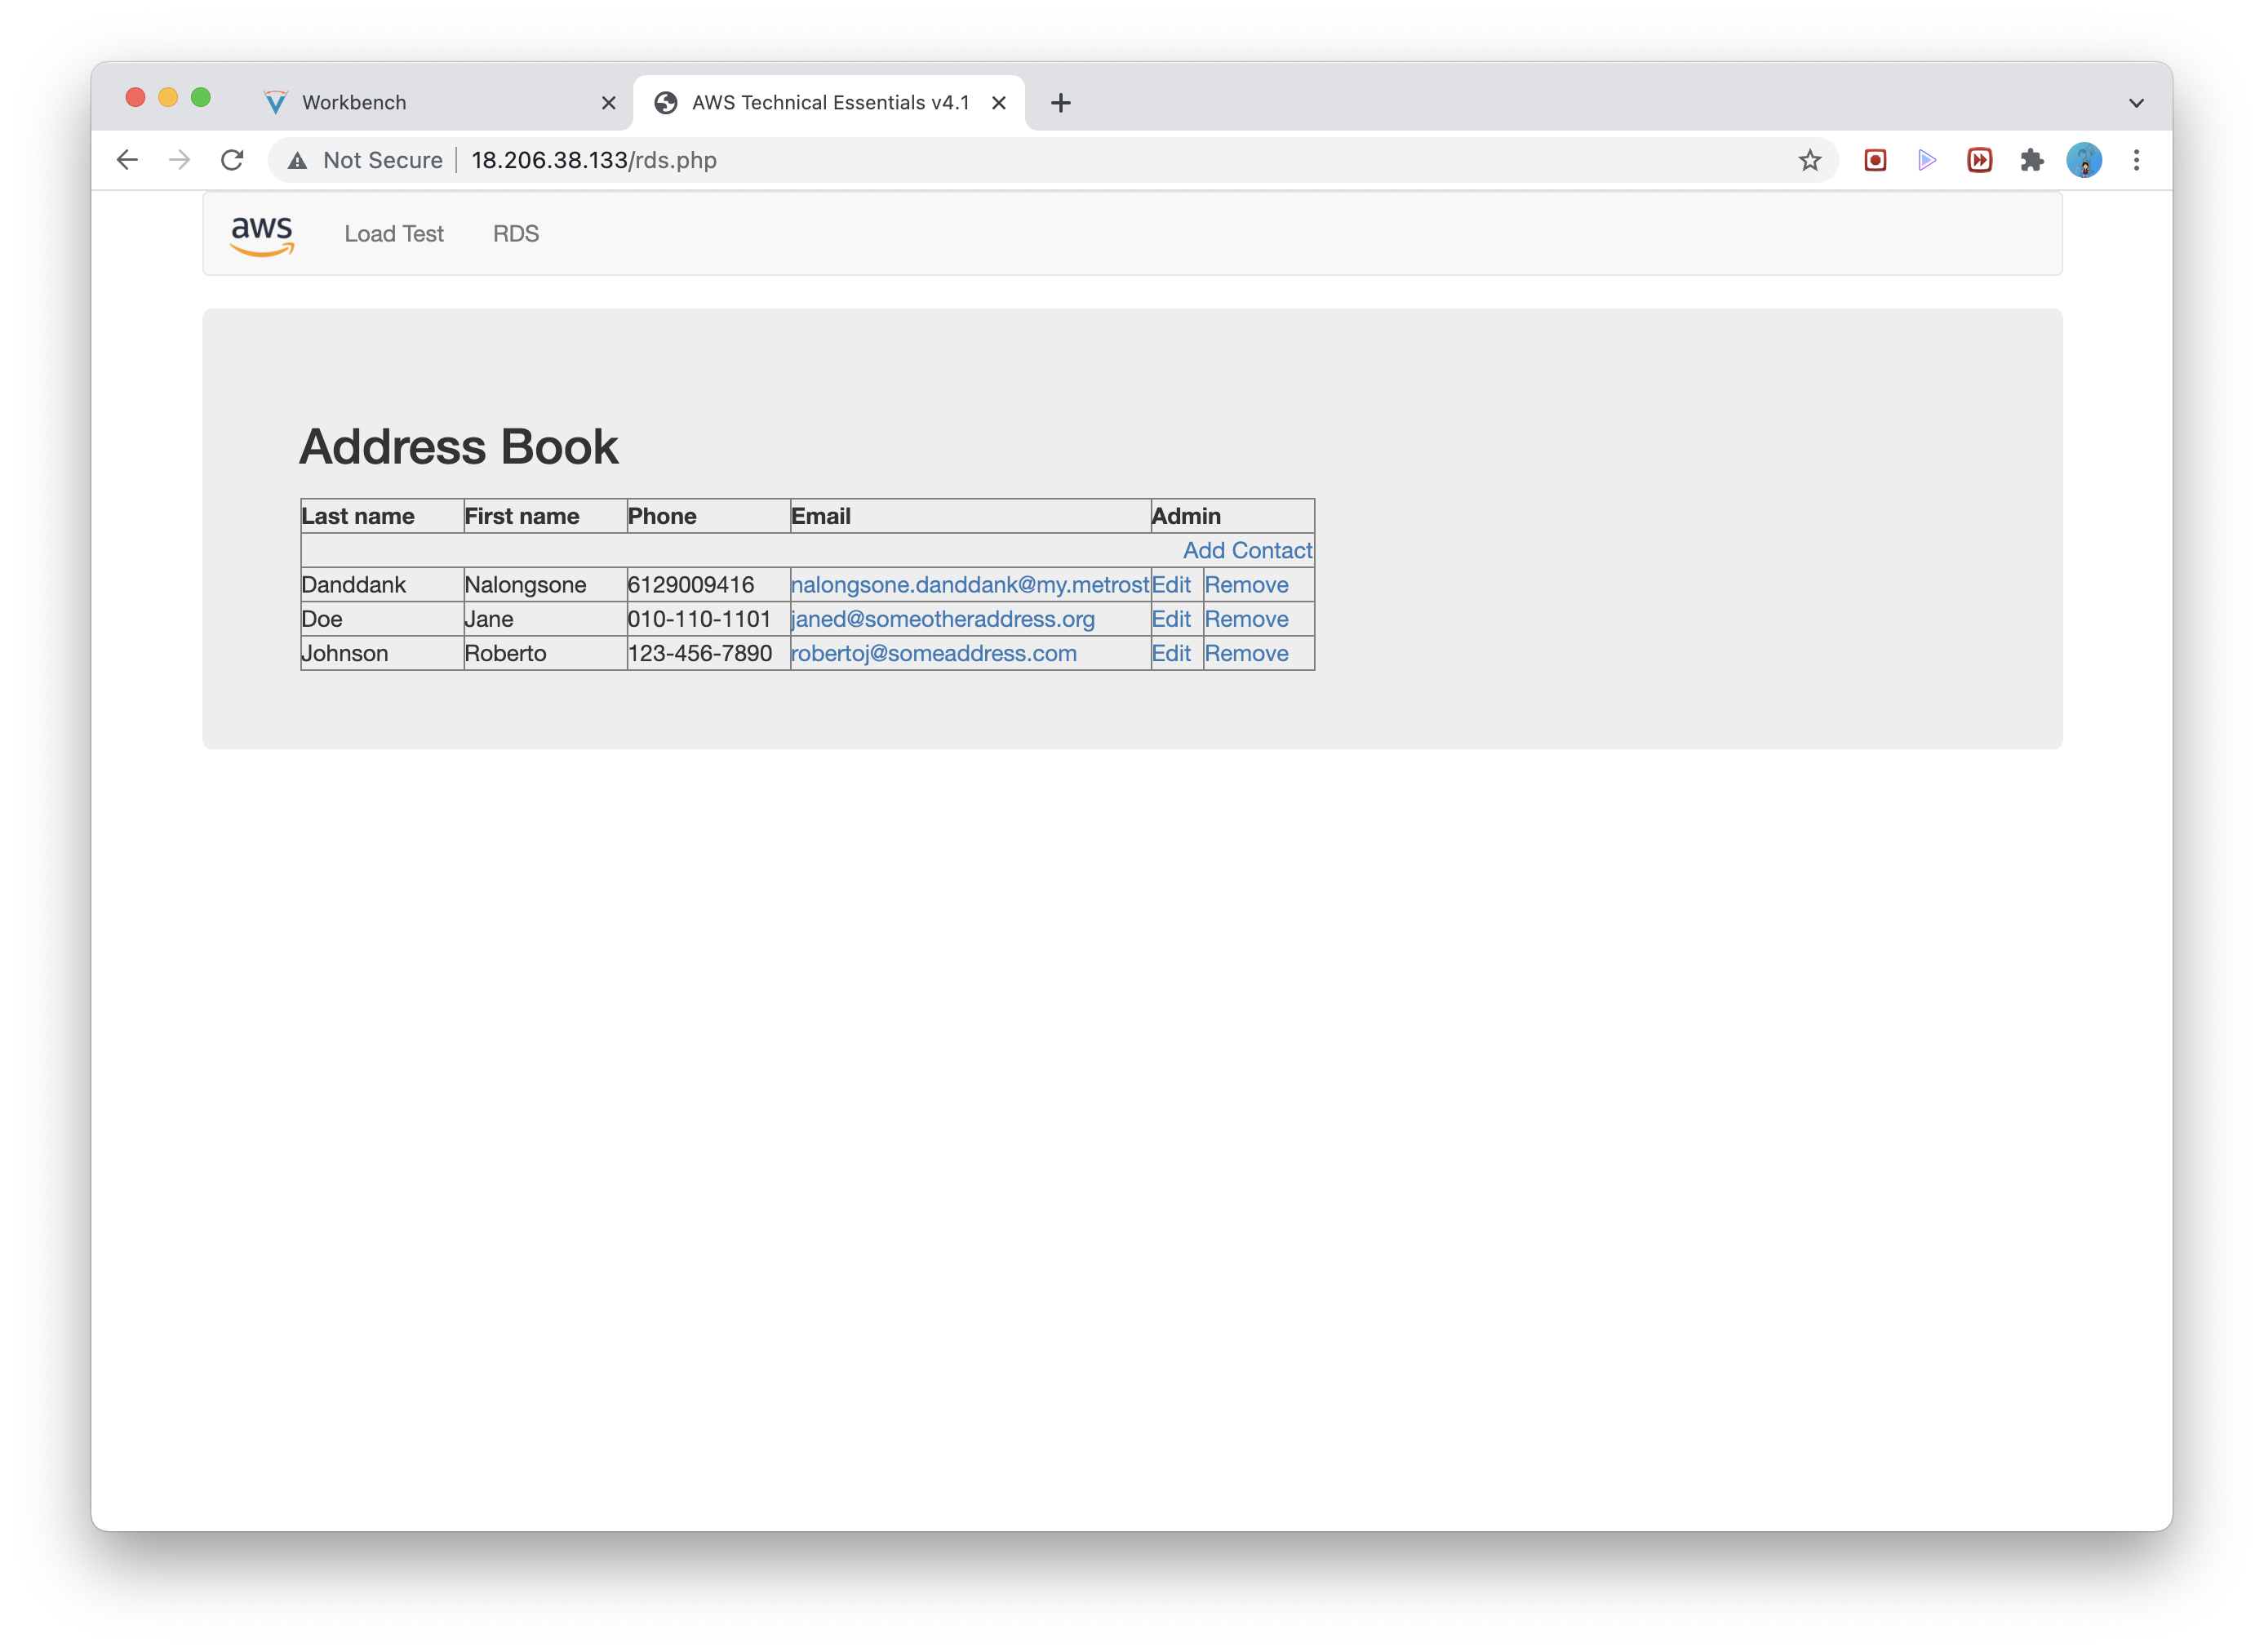 Workbench
AWS Technical Essentials v4.1
Not Secure 18.206.38.133/rds.php
aws Load Test RDS
Address Book
Last name First name Phone Email Admin
Add Contact
Danddank Nalongsone 6129009416 nalongsone.danddank@my.metrost Edit Remove
Doe Jane 010-110-1101 janed@someotheraddress.org Edit Remove
Johnson Roberto 123-456-7890 robertoj@someaddress.com Edit Remove